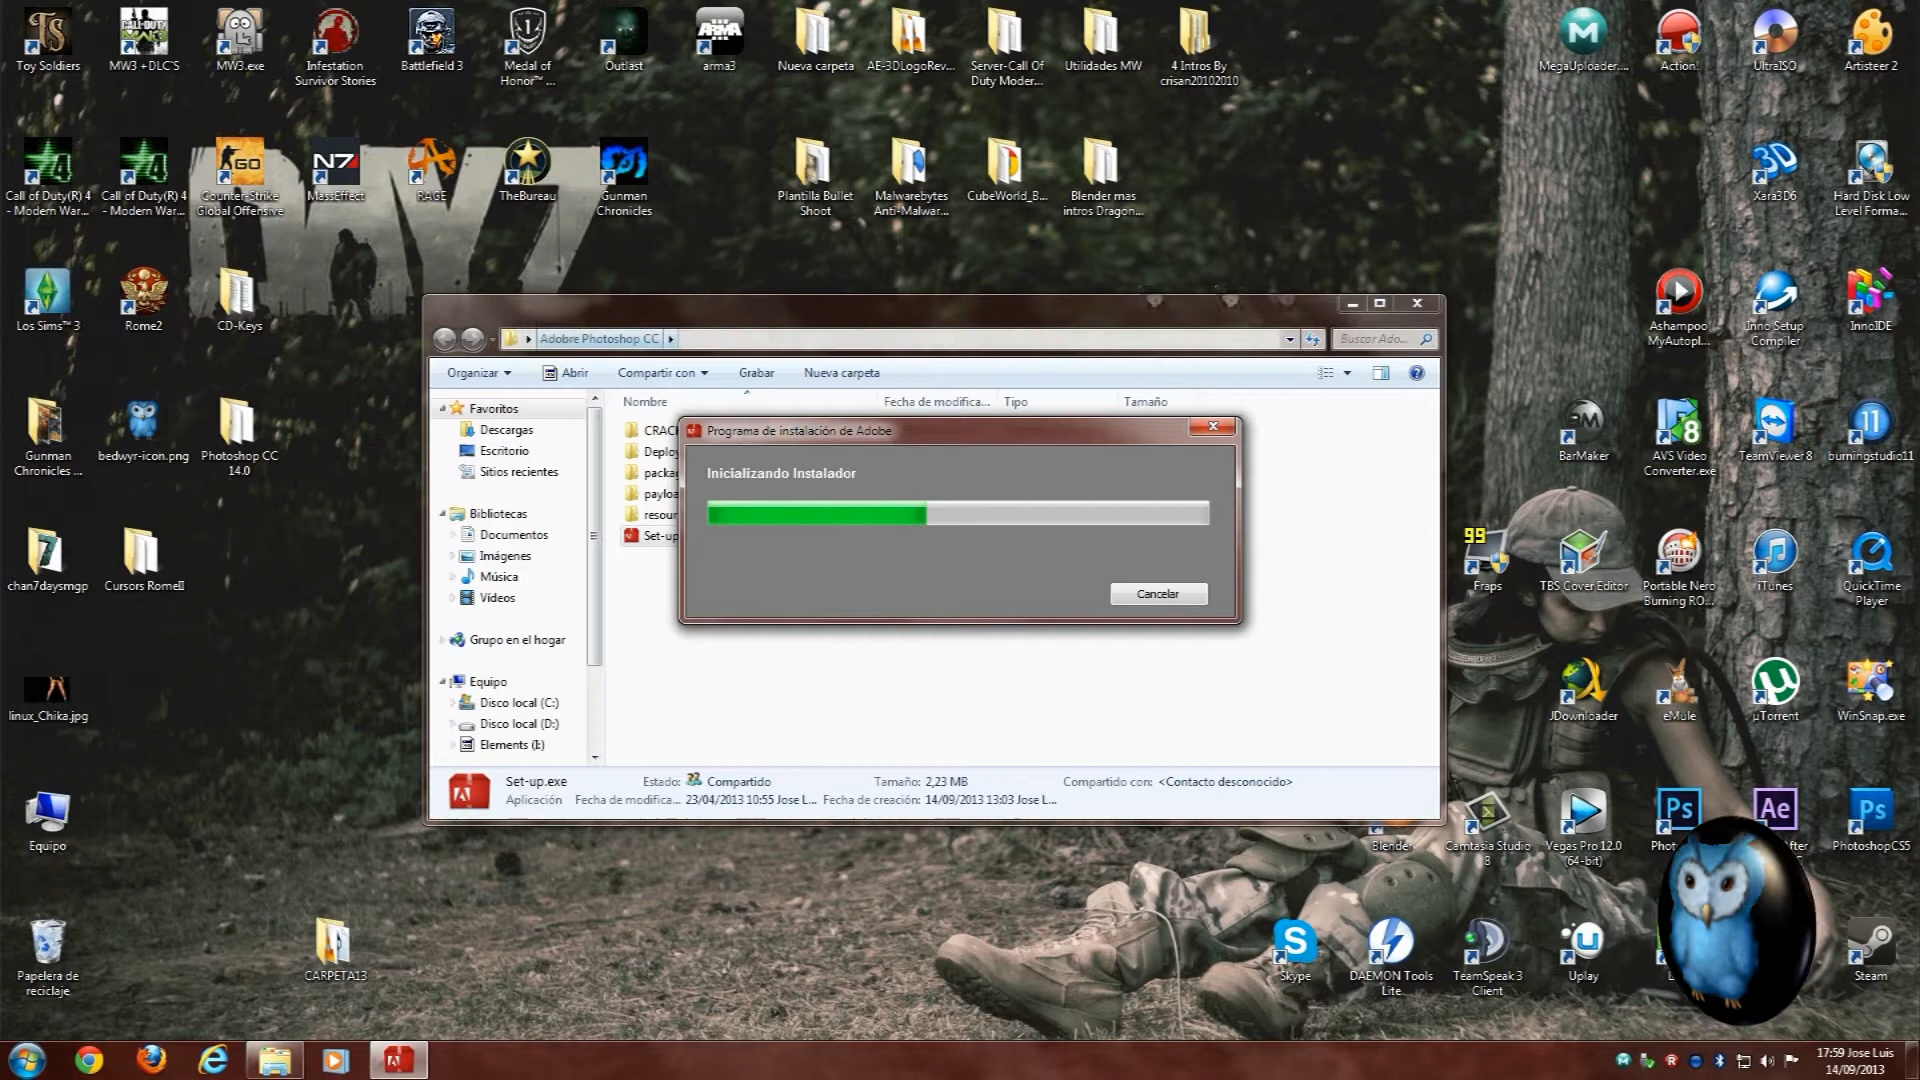 Toy Soldiers
MW3 +DLC`S
MW3.exe
Infestation Survivor Stories
Battlefield 3
Medal of Honor™ ...
Outlast
arma3
Nueva carpeta
AE-3DLogoRev...
Server-Call Of Duty Moder...
Utilidades MW
4 Intros By crisan20102010
MegaUploader....
Action!
UltraISO
Artisteer 2
Call of Duty(R) 4 - Modern War...
Call of Duty(R) 4 - Modern War...
Counter-Strike Global Offensive
MassEffect
RAGE
TheBureau
Gunman Chronicles
Plantilla Bullet Shoot
Malwarebytes Anti-Malwar...
CubeWorld_B...
Blender mas intros Dragon...
Xara3D6
Hard Disk Low Level Forma...
Los Sims™ 3
Rome2
CD-Keys
Ashampoo MyAutopl...
Inno Setup Compiler
InnoIDE
Adobre Photoshop CC
Buscar Ado...
Organizar
Abrir
Compartir con
Grabar
Nueva carpeta
Nombre
Fecha de modifica...
Tipo
Tamaño
Favoritos
Descargas
Escritorio
Sitios recientes
Bibliotecas
Documentos
Imágenes
Música
Vídeos
Grupo en el hogar
Equipo
Disco local (C:)
Disco local (D:)
Elements (I:)
CRAC
Deploy
packag
payloa
resour
Set-up
Programa de instalación de Adobe
Inicializando Instalador
Cancelar
Set-up.exe
Estado: Compartido
Tamaño: 2,23 MB
Compartido con: <Contacto desconocido>
Aplicación
Fecha de modifica... 23/04/2013 10:55 Jose L...
Fecha de creación: 14/09/2013 13:03 Jose L...
Gunman Chronicles ...
bedwyr-icon.png
Photoshop CC 14.0
BarMaker
AVS Video Converter.exe
TeamViewer 8
burningstudio11
chan7daysmgp
Cursors RomeII
99
Fraps
TBS Cover Editor
Portable Nero Burning RO...
iTunes
QuickTime Player
linux_Chika.jpg
JDownloader
eMule
µTorrent
WinSnap.exe
Equipo
Blender
Camtasia Studio 8
Vegas Pro 12.0 (64-bit)
Phot
After
PhotoshopCS5
Papelera de reciclaje
CARPETA13
Skype
DAEMON Tools Lite
TeamSpeak 3 Client
Uplay
Steam
17:59 Jose Luis
14/09/2013